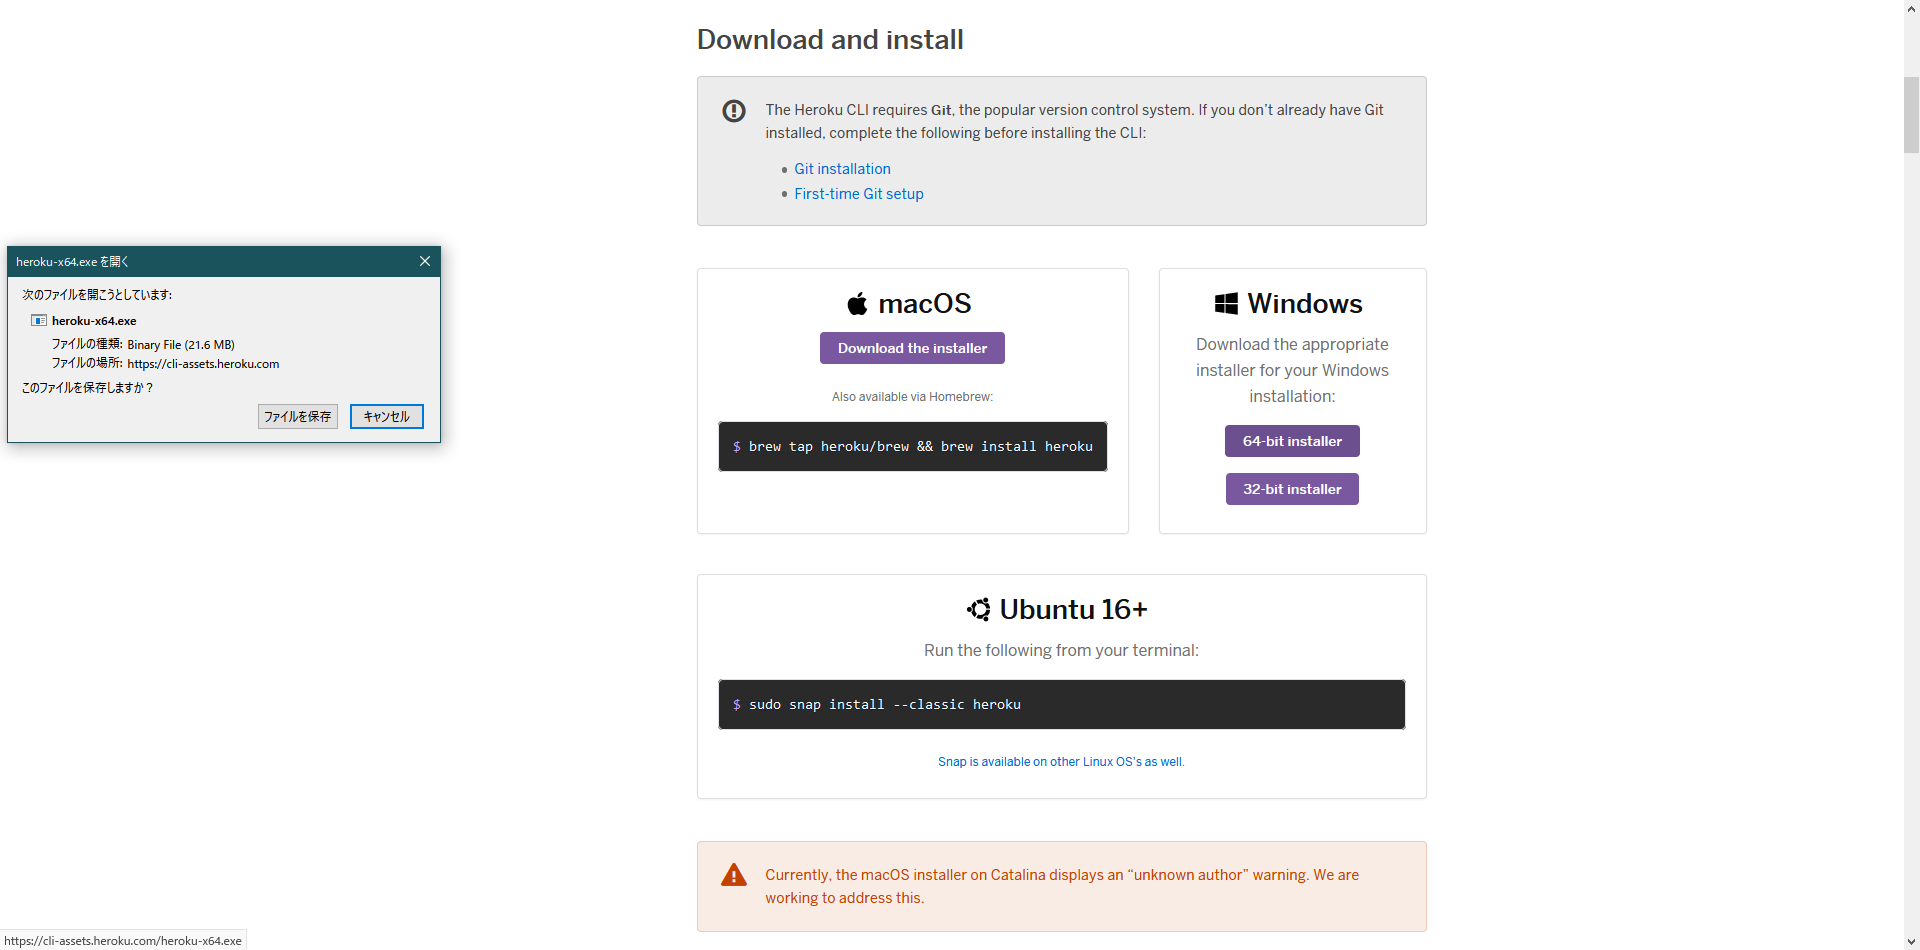 Download and install
The Heroku CLI requires Git, the popular version control system. If you don’t already have Git
installed, complete the following before installing the CLI:
Git installation
First-time Git setup
heroku-x64.exe を開く
次のファイルを開こうとしています:
heroku-x64.exe
ファイルの種類: Binary File (21.6 MB)
ファイルの場所: https://cli-assets.heroku.com
このファイルを保存しますか？
ファイルを保存
キャンセル
macOS
Download the installer
Also available via Homebrew:
$ brew tap heroku/brew && brew install heroku
Windows
Download the appropriate
installer for your Windows
installation:
64-bit installer
32-bit installer
Ubuntu 16+
Run the following from your terminal:
$ sudo snap install --classic heroku
Snap is available on other Linux OS’s as well.
Currently, the macOS installer on Catalina displays an “unknown author” warning. We are
working to address this.
https://cli-assets.heroku.com/heroku-x64.exe